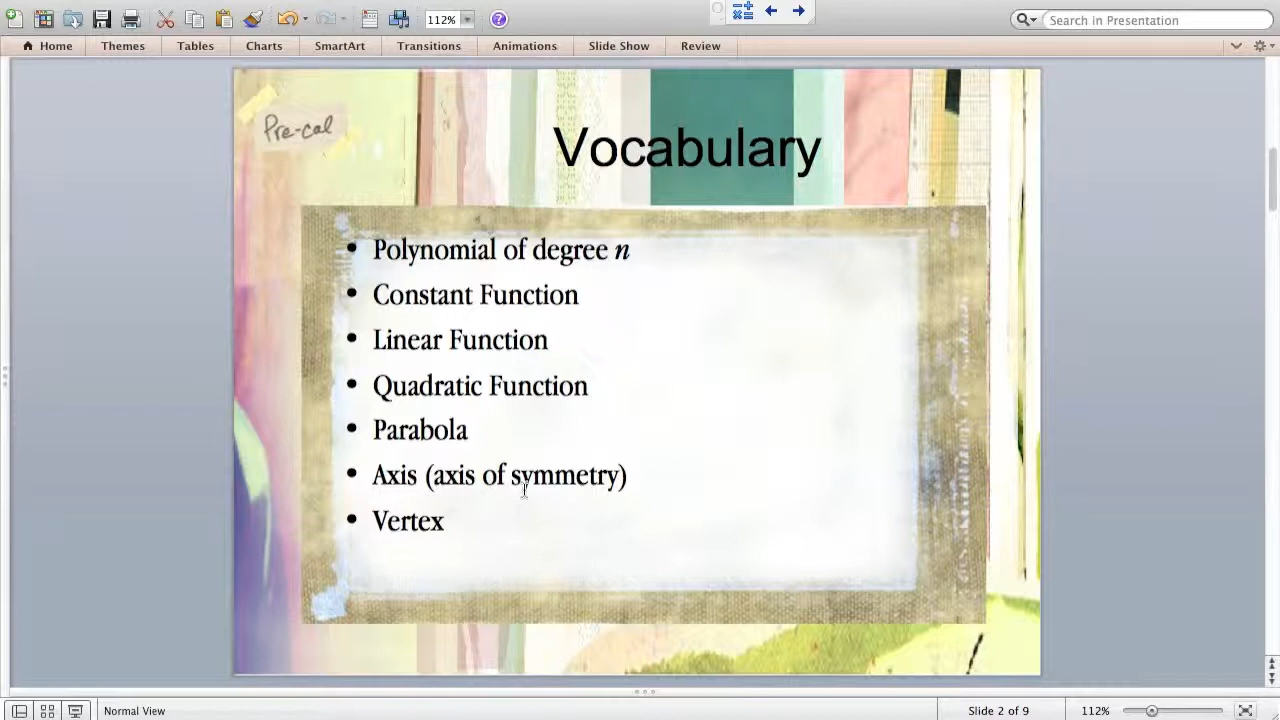 112%
Search in Presentation
Home Themes Tables Charts SmartArt Transitions Animations Slide Show Review
Pre-cal
Vocabulary
• Polynomial of degree n
• Constant Function
• Linear Function
• Quadratic Function
• Parabola
• Axis (axis of symmetry)
• Vertex
Normal View Slide 2 of 9 112%